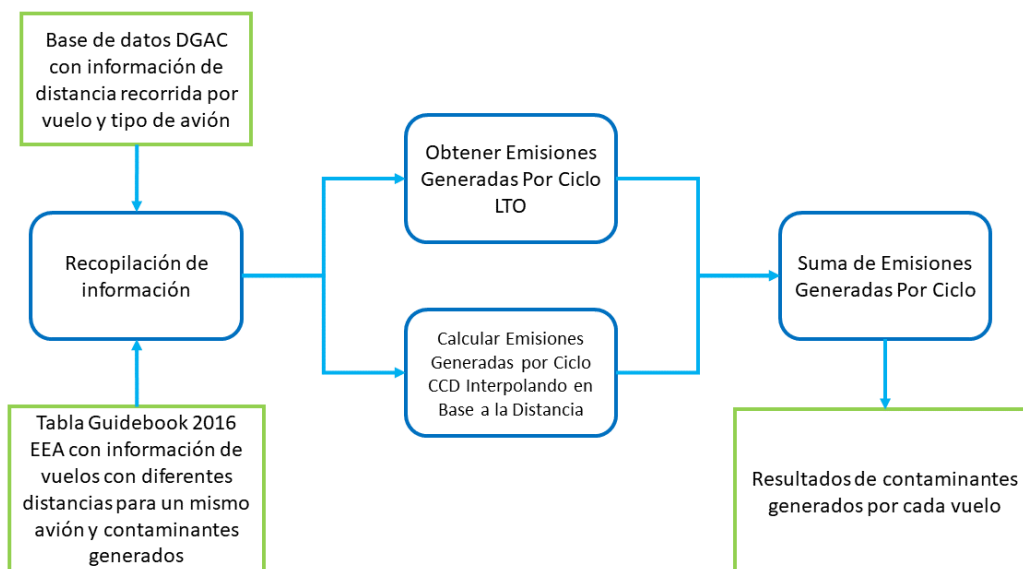 Base de datos DGAC
con información de
distancia recorrida por
vuelo y tipo de avión
Recopilación de
información
Tabla Guidebook 2016
EEA con información de
vuelos con diferentes
distancias para un mismo
avión y contaminantes
generados
Obtener Emisiones
Generadas Por Ciclo
LTO
Calcular Emisiones
Generadas por Ciclo
CCD Interpolando en
Base a la Distancia
Suma de Emisiones
Generadas Por Ciclo
Resultados de contaminantes
generados por cada vuelo